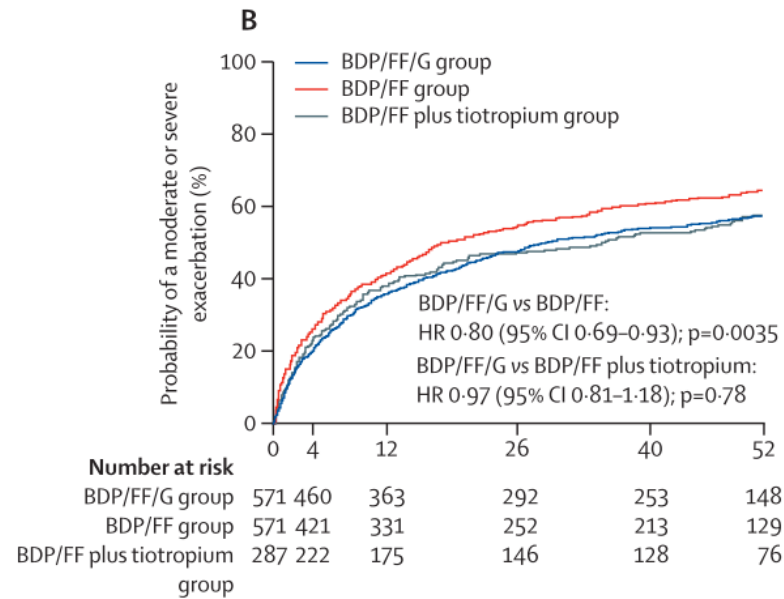 B
Probability of a moderate or severe
exacerbation (%)
100
80
60
40
20
0
BDP/FF/G group
BDP/FF group
BDP/FF plus tiotropium group
BDP/FF/G vs BDP/FF:
HR 0·80 (95% CI 0·69–0·93); p=0·0035
BDP/FF/G vs BDP/FF plus tiotropium:
HR 0·97 (95% CI 0·81–1·18); p=0·78
0 4 12 26 40 52
Number at risk
BDP/FF/G group 571 460 363 292 253 148
BDP/FF group 571 421 331 252 213 129
BDP/FF plus tiotropium 287 222 175 146 128 76
group